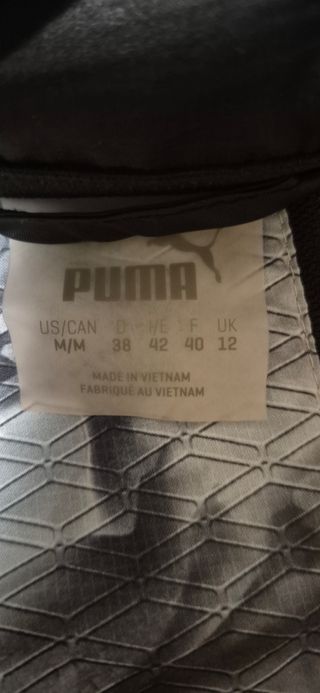 PUMA
US/CAN D I/E F UK
M/M 38 42 40 12
MADE IN VIETNAM
FABRIQUÉ AU VIETNAM